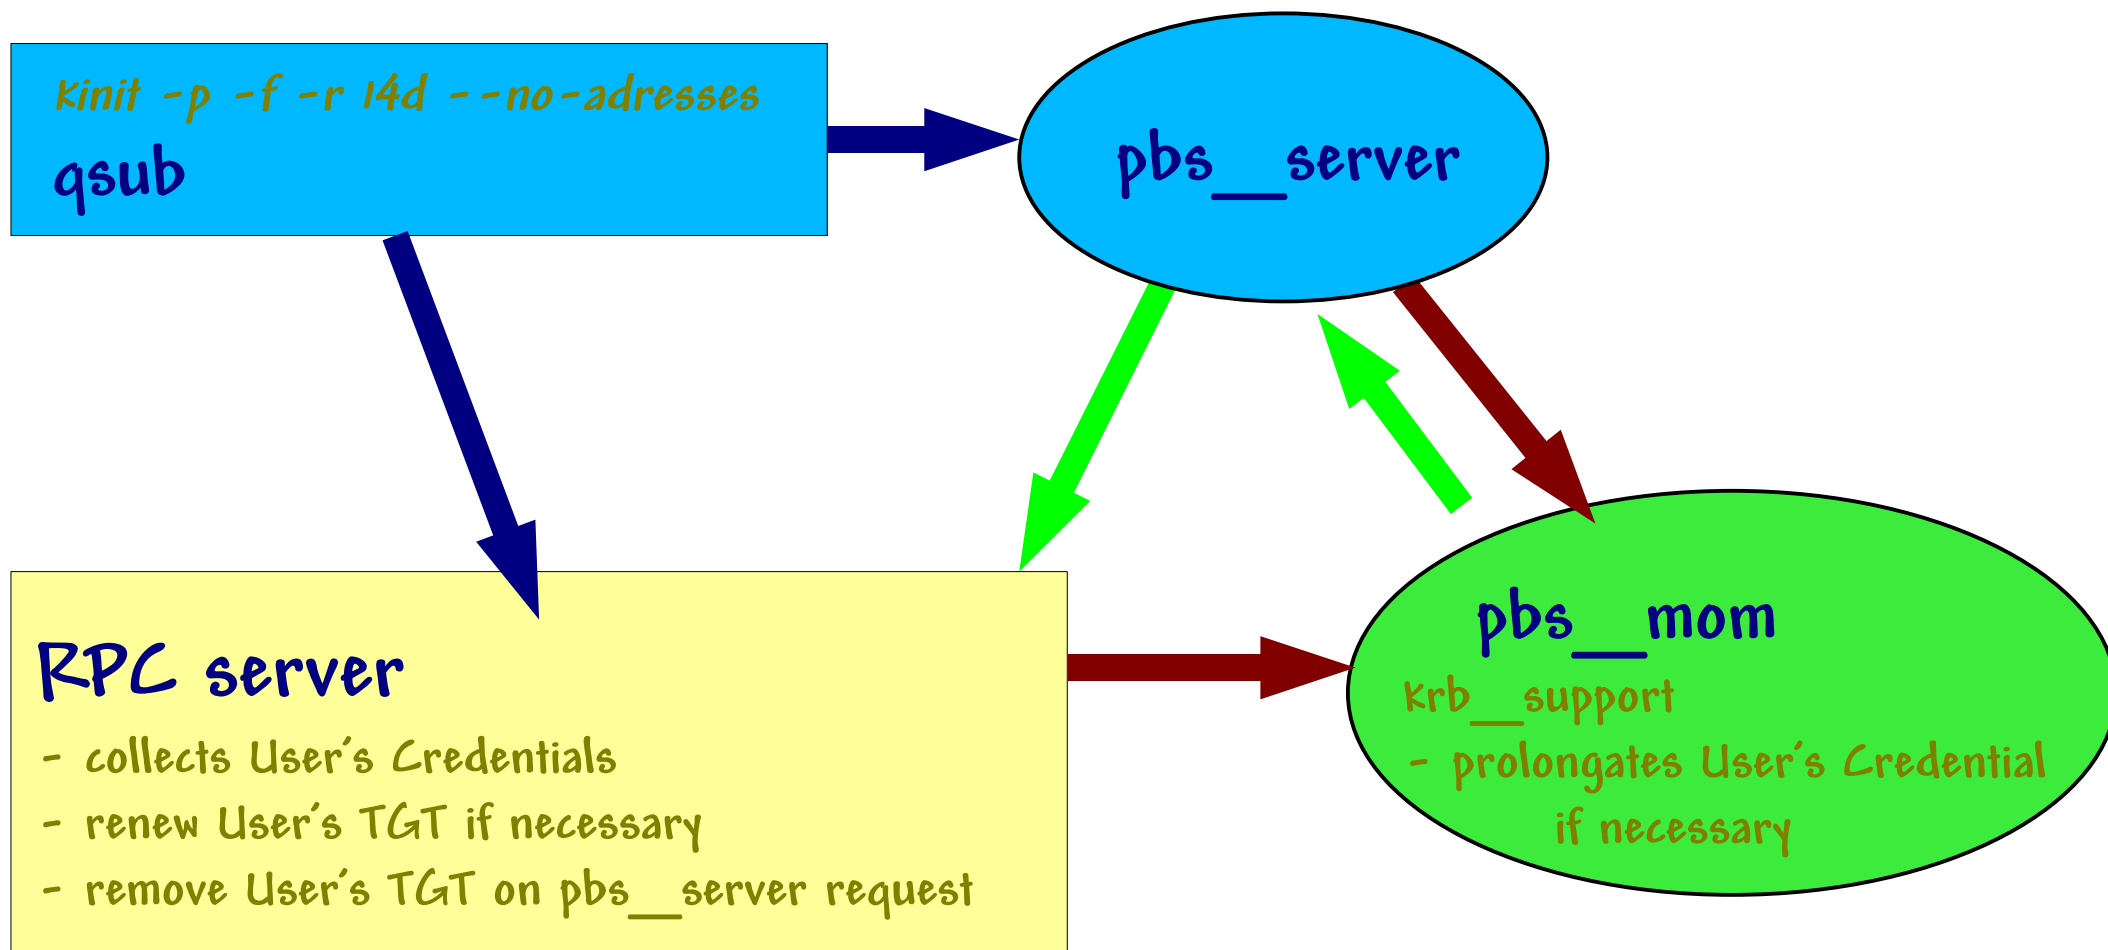 kinit -p -f -r 14d --no-adresses
qsub
pbs_server
RPC server
- collects User's Credentials
- renew User's TGT if necessary
- remove User's TGT on pbs_server request
pbs_mom
krb_support
- prolongates User's Credential
if necessary